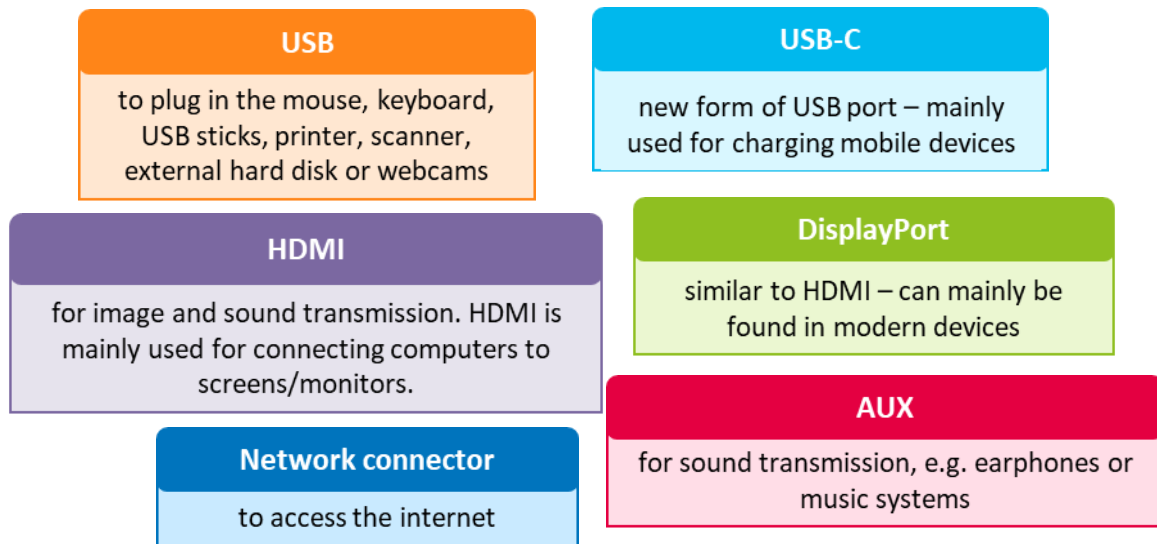 USB
to plug in the mouse, keyboard,
USB sticks, printer, scanner,
external hard disk or webcams
USB-C
new form of USB port – mainly
used for charging mobile devices
HDMI
for image and sound transmission. HDMI is
mainly used for connecting computers to
screens/monitors.
DisplayPort
similar to HDMI – can mainly be
found in modern devices
Network connector
to access the internet
AUX
for sound transmission, e.g. earphones or
music systems